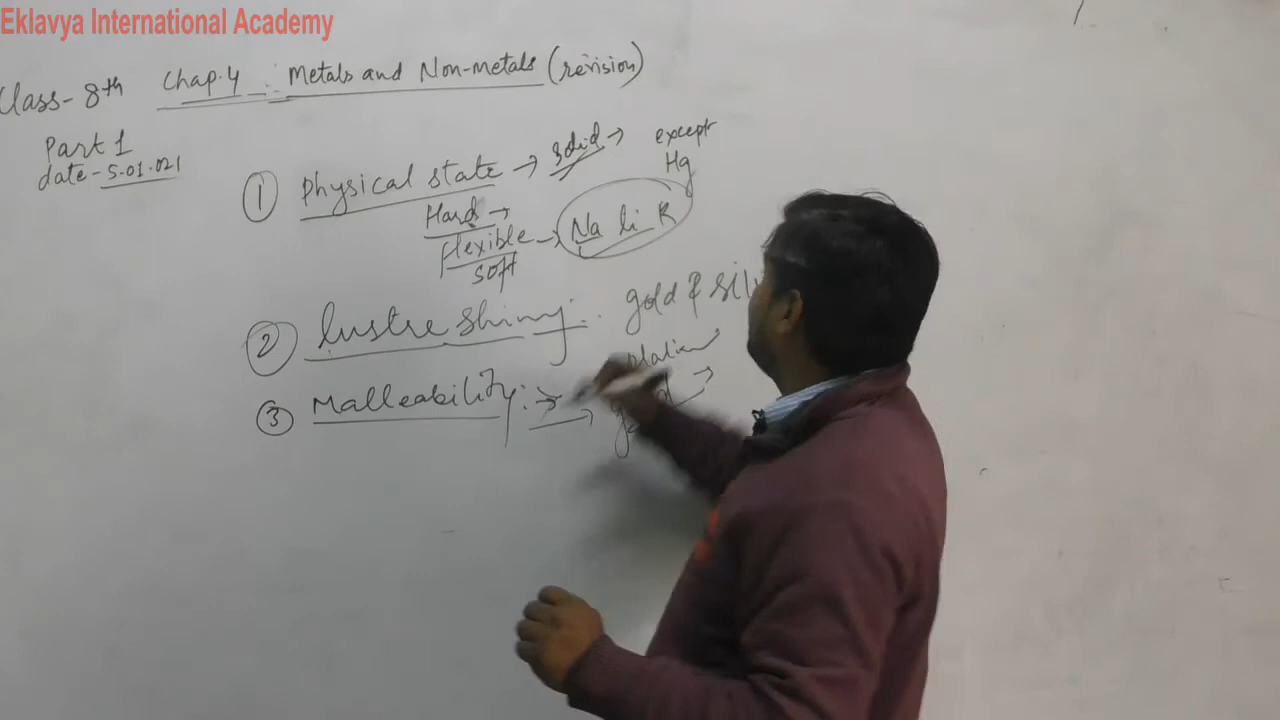 Eklavya International Academy
Class-8th Chap.4 : Metals and Non-metals (revision)
Part 1
date-5.01.021
① Physical state → Solid → except Hg
Hard →
flexible → Na Li K
soft
② lustre shiny: gold & Silv
③ Malleability: →